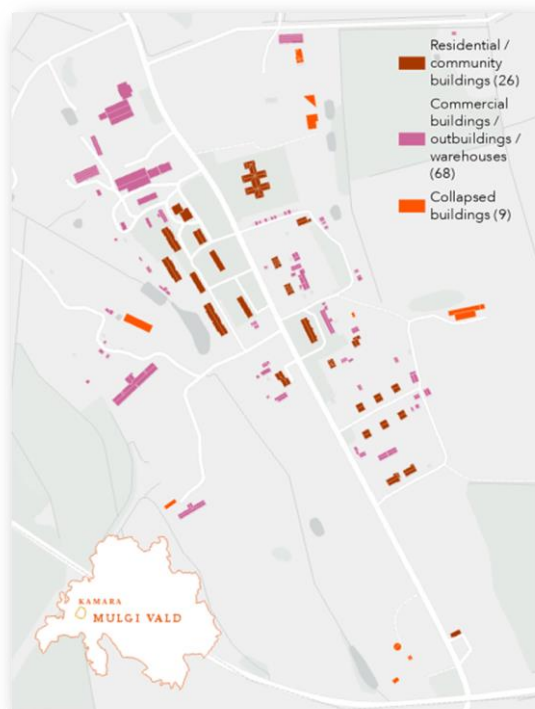 Residential /
community
buildings (26)
Commercial
buildings /
outbuildings /
warehouses
(68)
Collapsed
buildings (9)
KAMARA
MULGI VALD